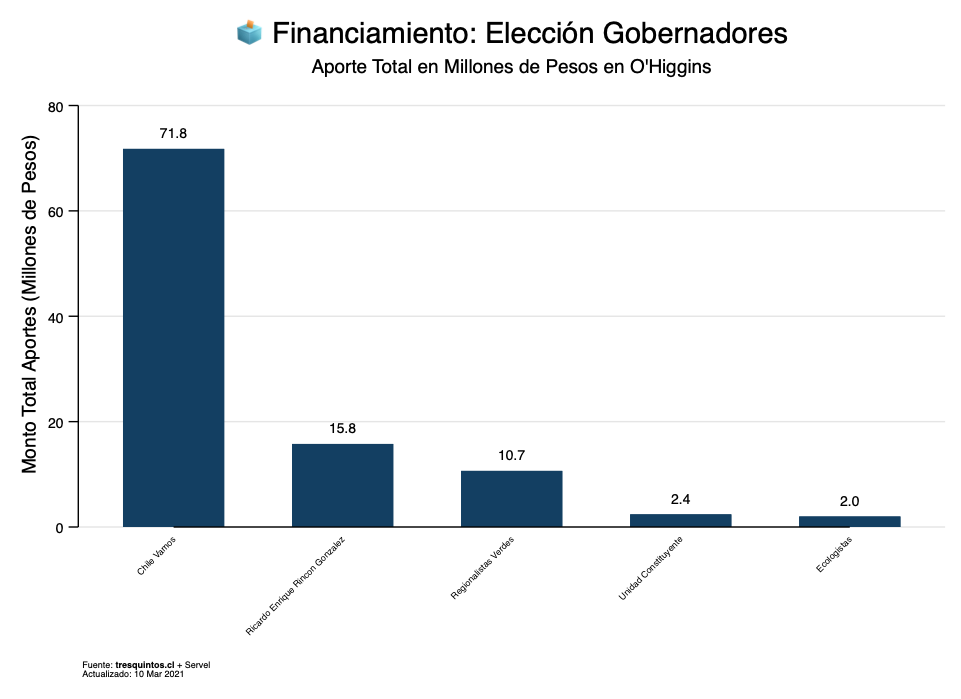 Financiamiento: Elección Gobernadores
Aporte Total en Millones de Pesos en O'Higgins
Monto Total Aportes (Millones de Pesos)
80
60
40
20
0
71.8
15.8
10.7
2.4
2.0
Chile Vamos
Ricardo Enrique Rincon Gonzalez
Regionalistas Verdes
Unidad Constituyente
Ecologistas
Fuente: tresquintos.cl + Servel
Actualizado: 10 Mar 2021